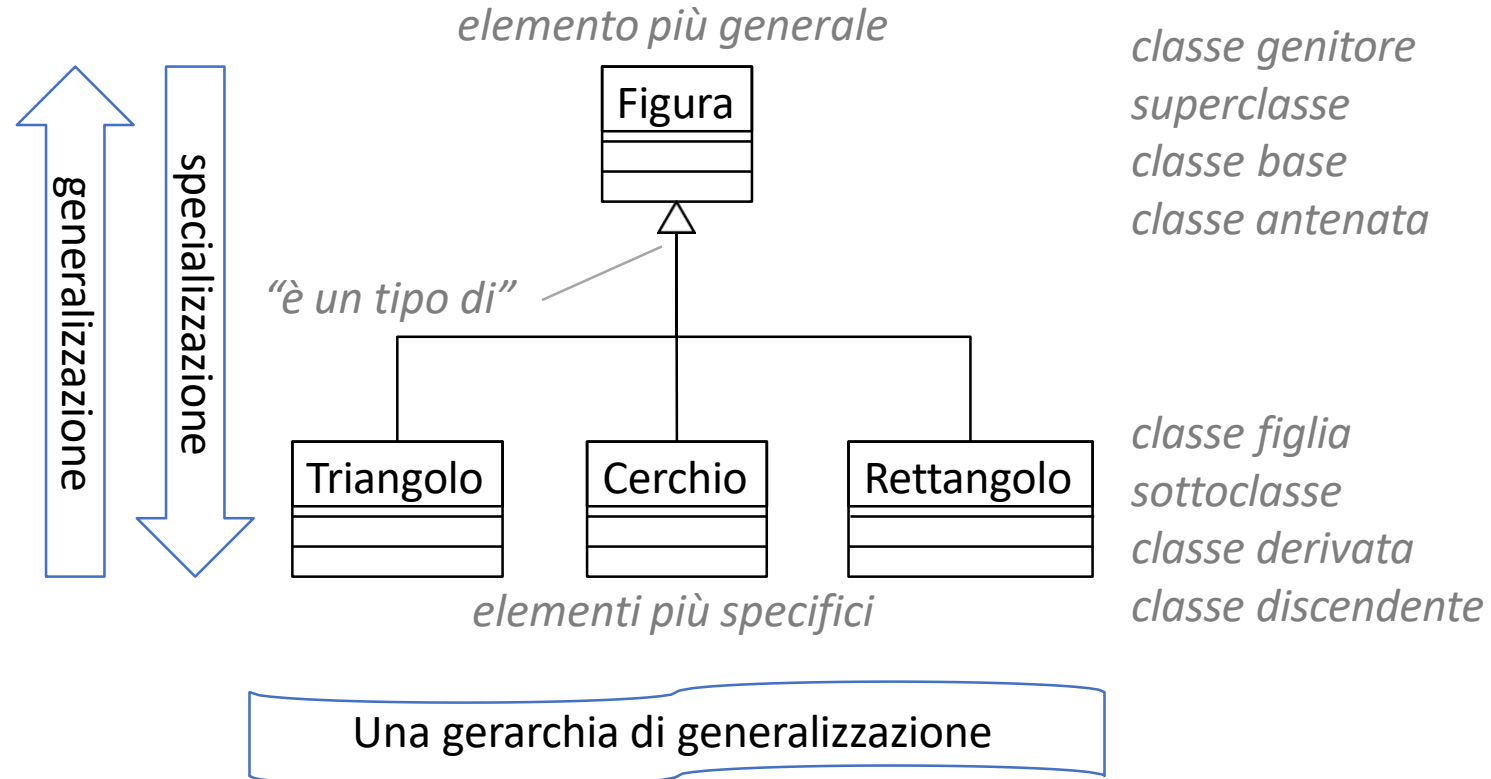 elemento più generale
classe genitore
superclasse
classe base
classe antenata
Figura
generalizzazione
specializzazione
“è un tipo di”
Triangolo
Cerchio
Rettangolo
classe figlia
sottoclasse
classe derivata
classe discendente
elementi più specifici
Una gerarchia di generalizzazione